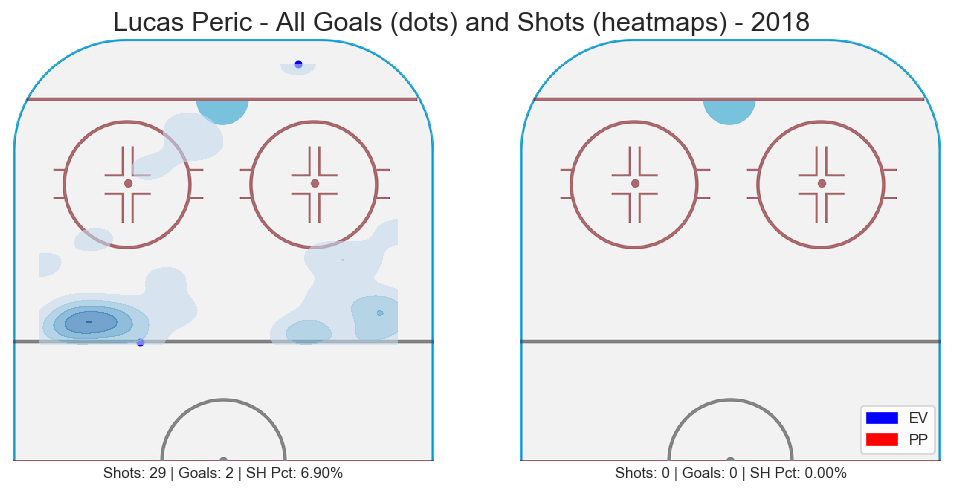 Lucas Peric - All Goals (dots) and Shots (heatmaps) - 2018
EV
PP
Shots: 29 | Goals: 2 | SH Pct: 6.90%
Shots: 0 | Goals: 0 | SH Pct: 0.00%